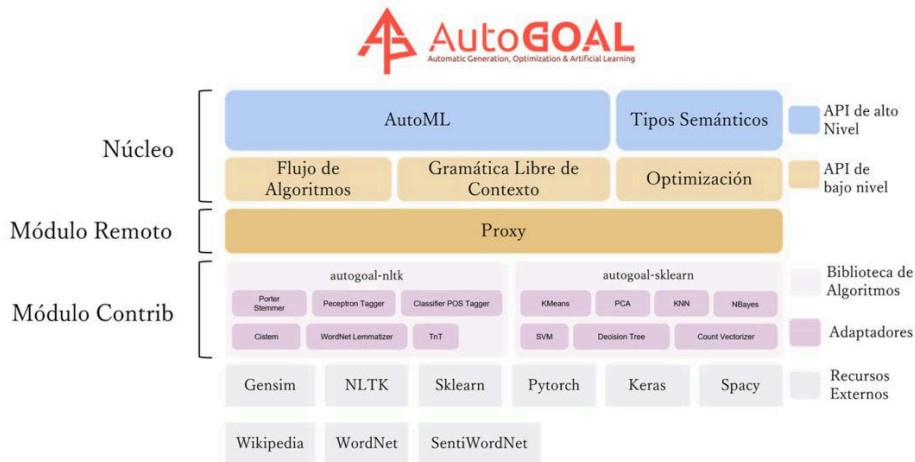 AutoGOAL
Automatic Generation, Optimization & Artificial Learning
Núcleo
AutoML
Tipos Semánticos
API de alto
Nivel
Flujo de
Algoritmos
Gramática Libre de
Contexto
Optimización
API de
bajo nivel
Módulo Remoto
Proxy
Módulo Contrib
autogoal-nltk
autogoal-sklearn
Biblioteca de
Algoritmos
Porter
Stemmer
Peceptron Tagger
Classifier POS Tagger
KMeans
PCA
KNN
NBayes
Cistem
WordNet Lemmatizer
TnT
SVM
Decision Tree
Count Vectorizer
Adaptadores
Gensim
NLTK
Sklearn
Pytorch
Keras
Spacy
Recursos
Externos
Wikipedia
WordNet
SentiWordNet